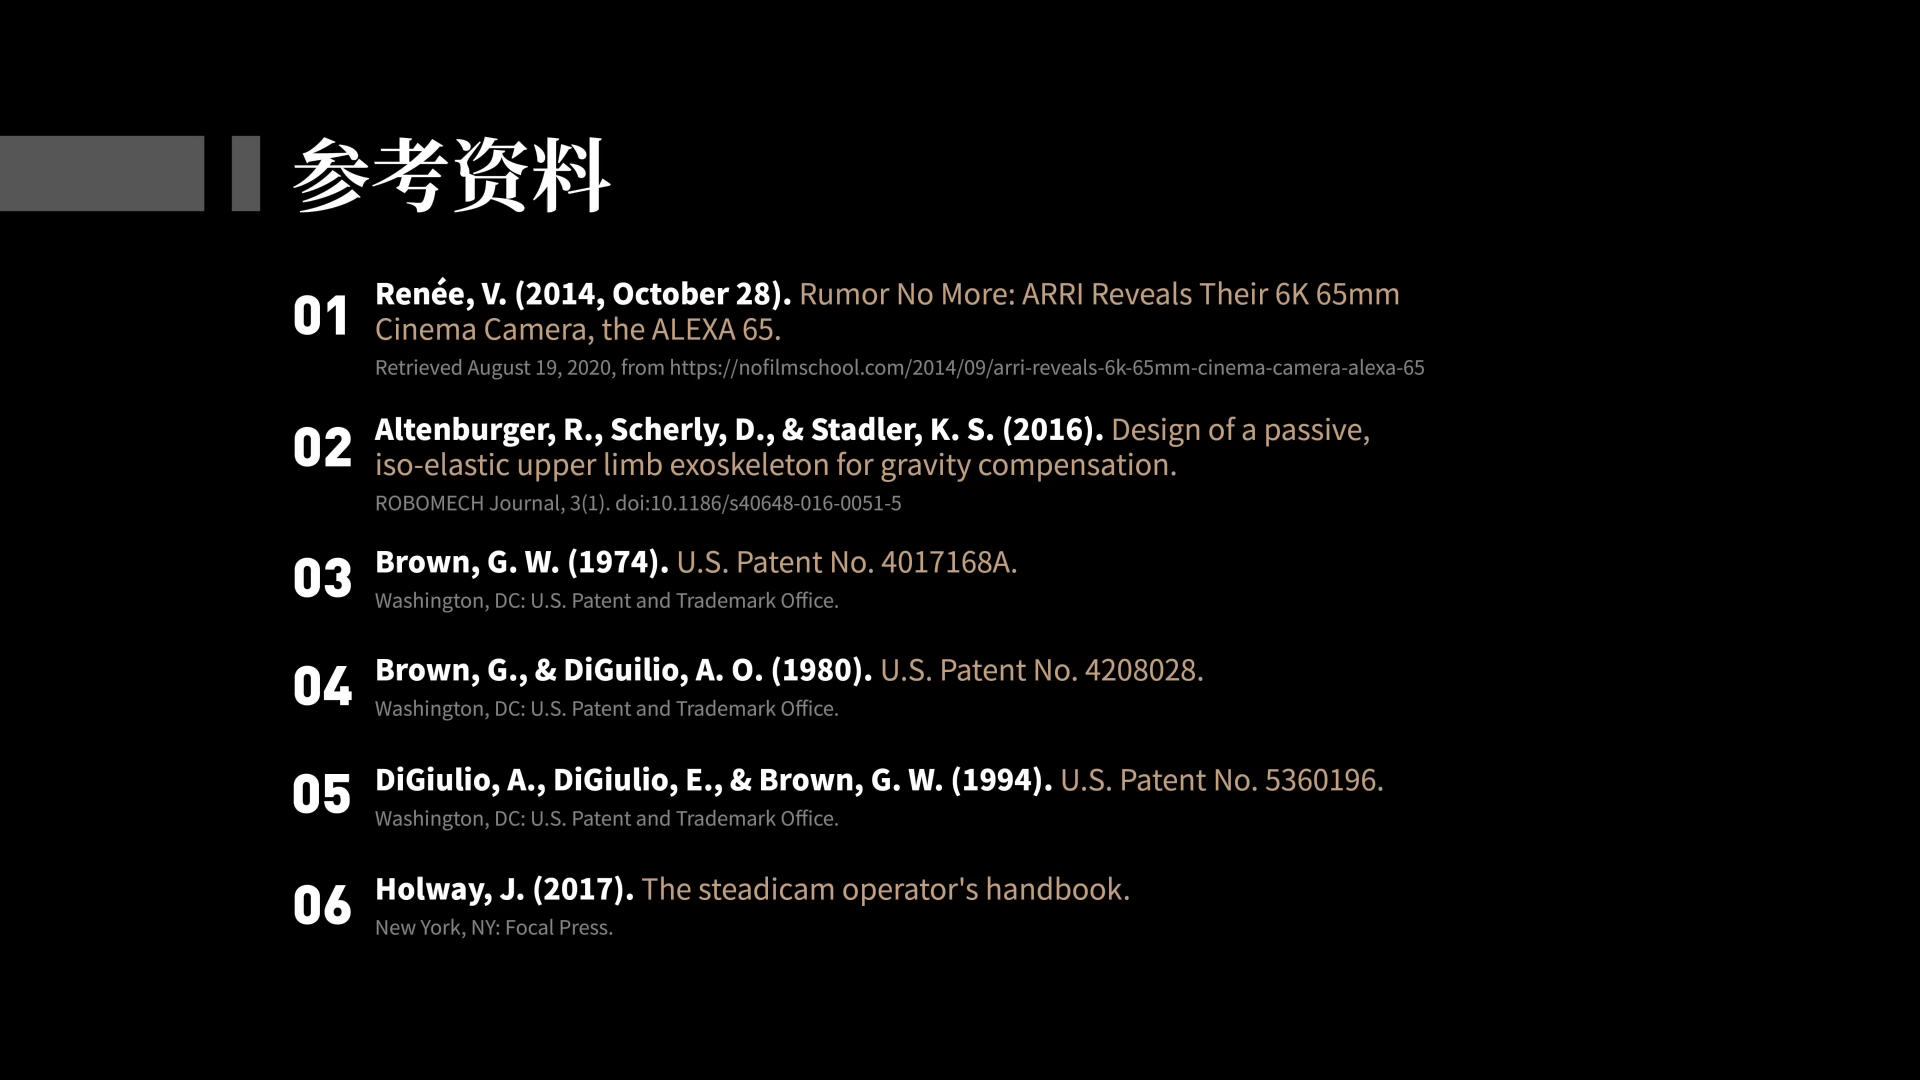 参考资料
01
Renée, V. (2014, October 28). Rumor No More: ARRI Reveals Their 6K 65mm
Cinema Camera, the ALEXA 65.
Retrieved August 19, 2020, from https://nofilmschool.com/2014/09/arri-reveals-6k-65mm-cinema-camera-alexa-65
02
Altenburger, R., Scherly, D., & Stadler, K. S. (2016). Design of a passive,
iso-elastic upper limb exoskeleton for gravity compensation.
ROBOMECH Journal, 3(1). doi:10.1186/s40648-016-0051-5
03
Brown, G. W. (1974). U.S. Patent No. 4017168A.
Washington, DC: U.S. Patent and Trademark Office.
04
Brown, G., & DiGuilio, A. O. (1980). U.S. Patent No. 4208028.
Washington, DC: U.S. Patent and Trademark Office.
05
DiGiulio, A., DiGiulio, E., & Brown, G. W. (1994). U.S. Patent No. 5360196.
Washington, DC: U.S. Patent and Trademark Office.
06
Holway, J. (2017). The steadicam operator's handbook.
New York, NY: Focal Press.